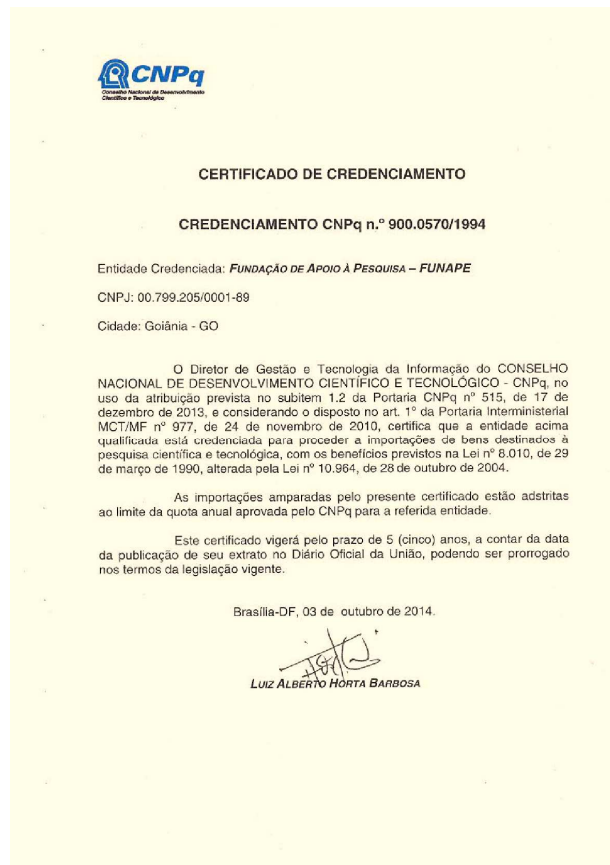 CNPq
Conselho Nacional de Desenvolvimento
Científico e Tecnológico
CERTIFICADO DE CREDENCIAMENTO
CREDENCIAMENTO CNPq n.º 900.0570/1994
Entidade Credenciada: FUNDAÇÃO DE APOIO À PESQUISA – FUNAPE
CNPJ: 00.799.205/0001-89
Cidade: Goiânia - GO
O Diretor de Gestão e Tecnologia da Informação do CONSELHO
NACIONAL DE DESENVOLVIMENTO CIENTÍFICO E TECNOLÓGICO - CNPq, no
uso da atribuição prevista no subitem 1.2 da Portaria CNPq nº 515, de 17 de
dezembro de 2013, e considerando o disposto no art. 1º da Portaria Interministerial
MCT/MF nº 977, de 24 de novembro de 2010, certifica que a entidade acima
qualificada está credenciada para proceder a importações de bens destinados à
pesquisa científica e tecnológica, com os benefícios previstos na Lei nº 8.010, de 29
de março de 1990, alterada pela Lei nº 10.964, de 28 de outubro de 2004.
As importações amparadas pelo presente certificado estão adstritas
ao limite da quota anual aprovada pelo CNPq para a referida entidade.
Este certificado vigerá pelo prazo de 5 (cinco) anos, a contar da data
da publicação de seu extrato no Diário Oficial da União, podendo ser prorrogado
nos termos da legislação vigente.
Brasília-DF, 03 de outubro de 2014.
LUIZ ALBERTO HORTA BARBOSA